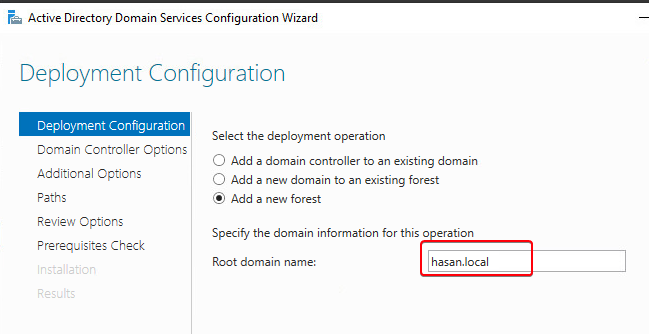 Active Directory Domain Services Configuration Wizard
Deployment Configuration
Deployment Configuration
Domain Controller Options
Additional Options
Paths
Review Options
Prerequisites Check
Installation
Results
Select the deployment operation
Add a domain controller to an existing domain
Add a new domain to an existing forest
Add a new forest
Specify the domain information for this operation
Root domain name:
hasan.local